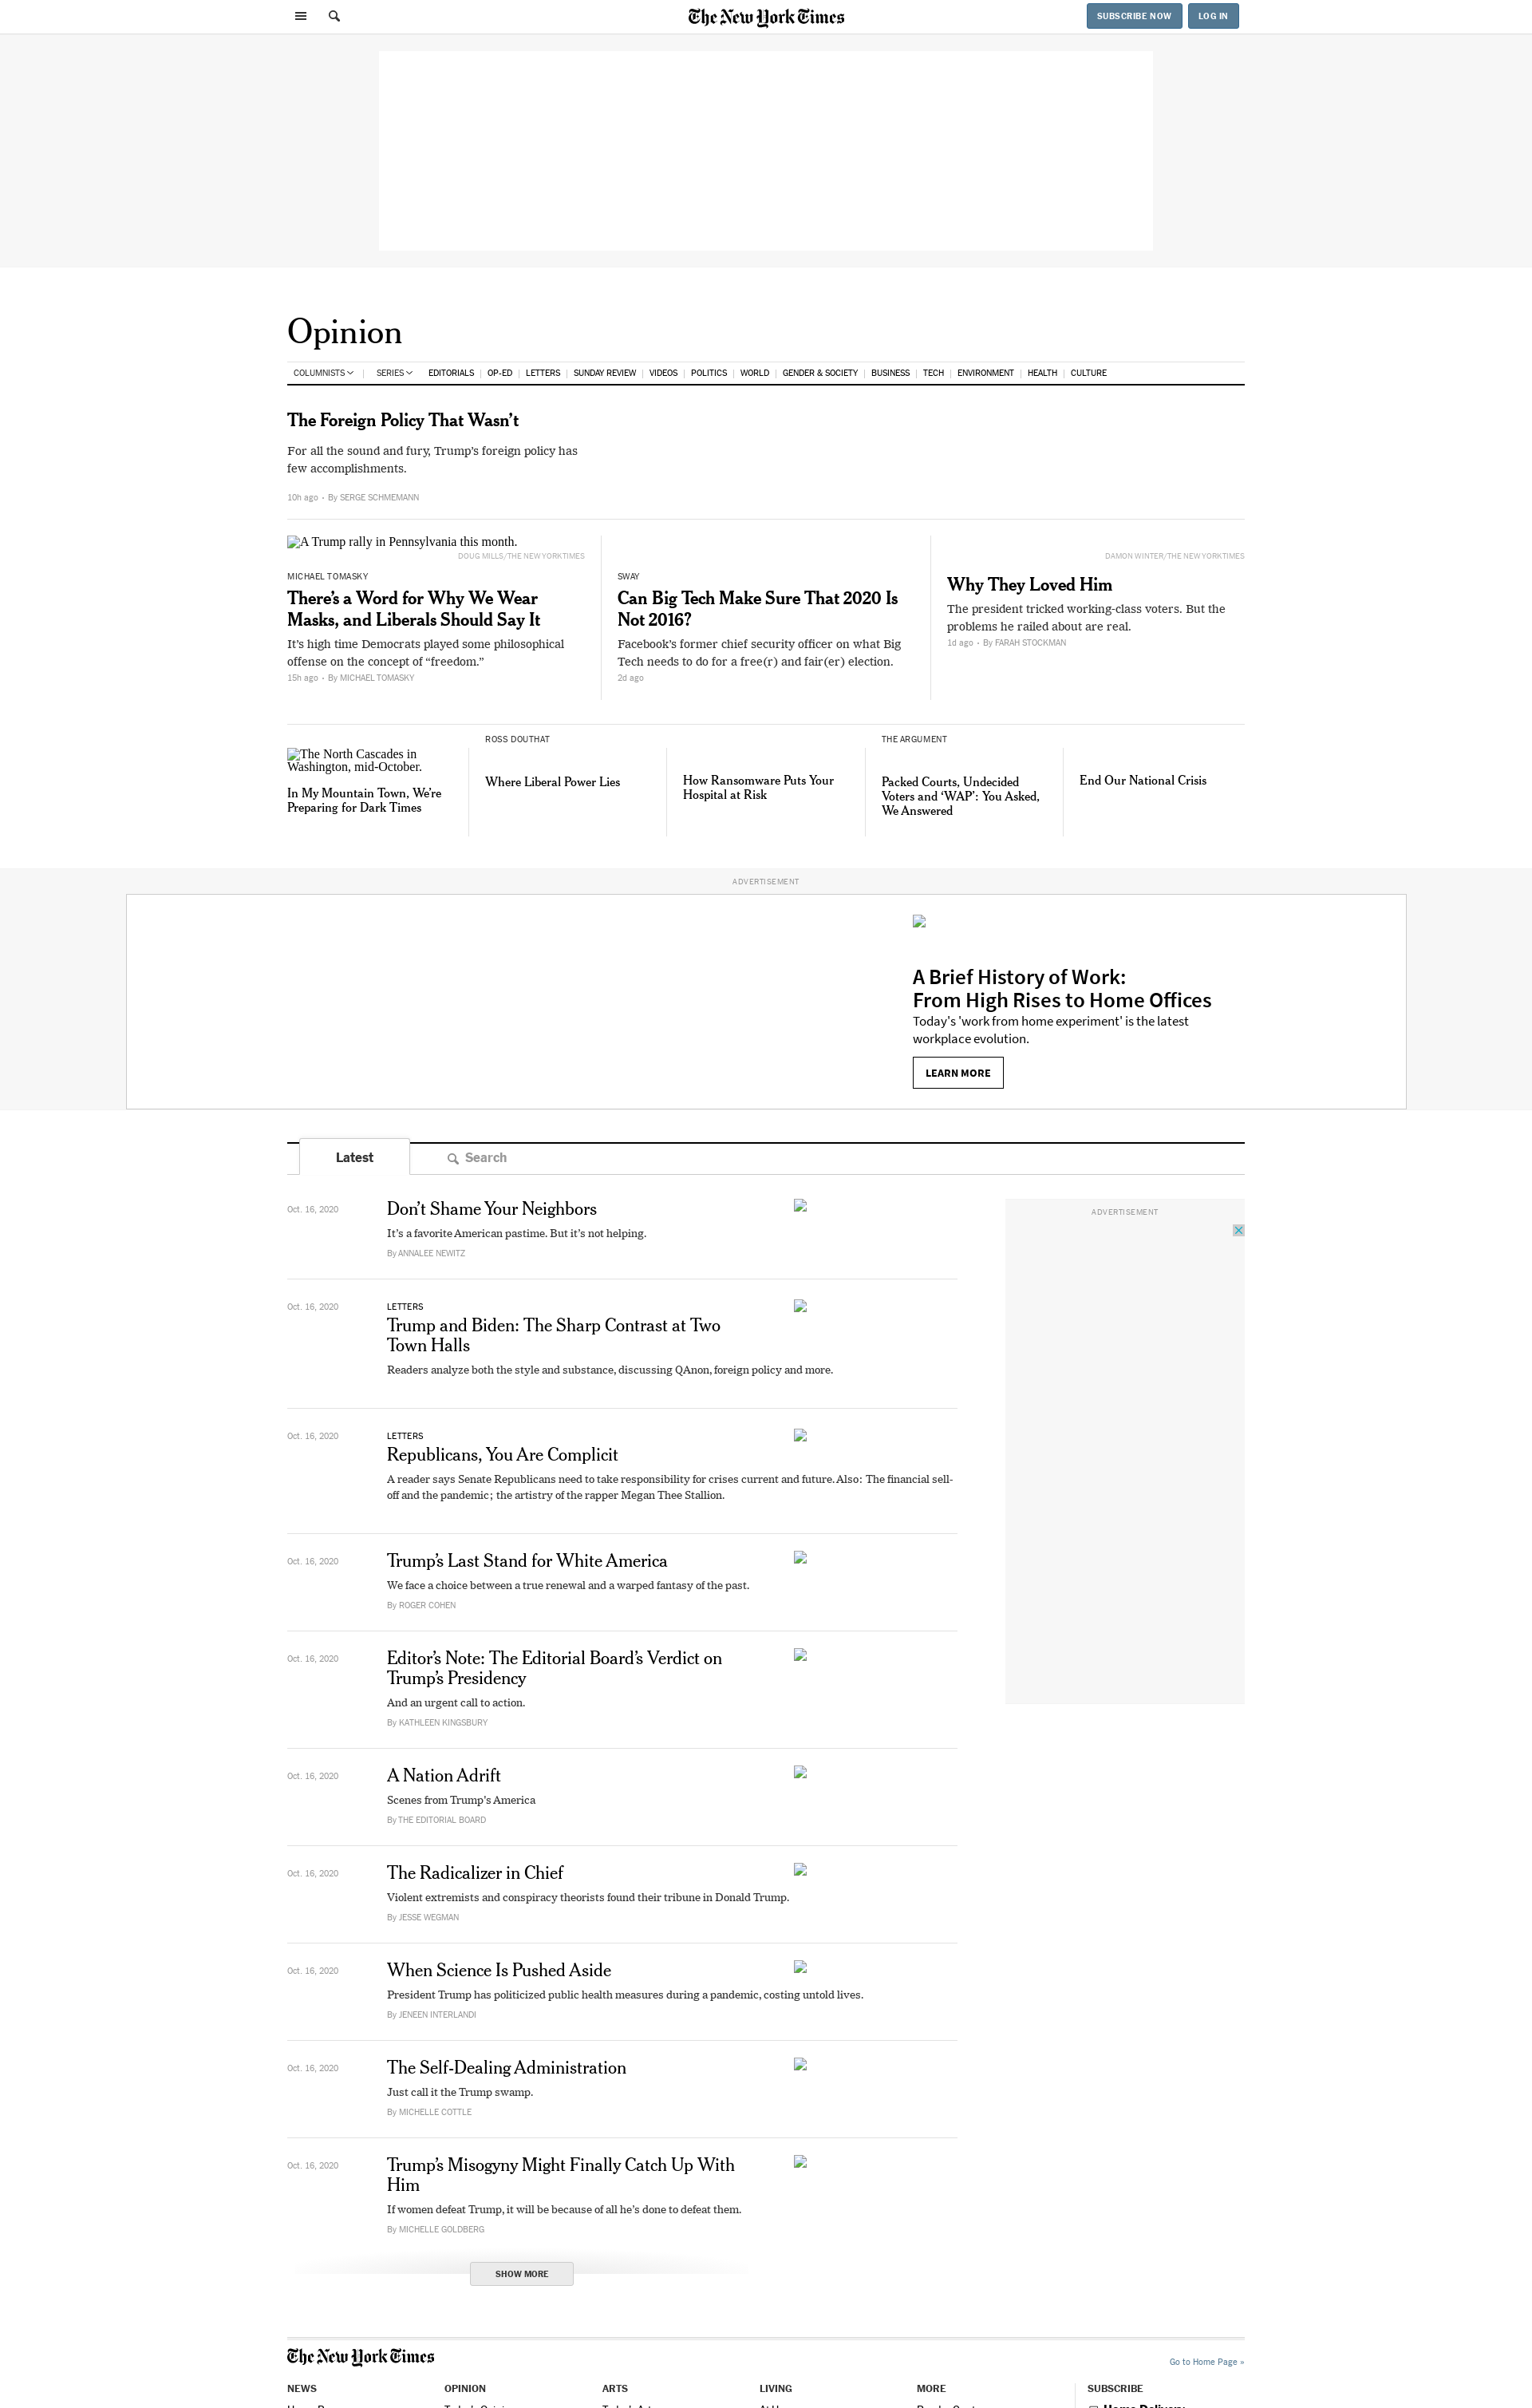 The New York Times
SUBSCRIBE NOW
LOG IN
Opinion
COLUMNISTS SERIES EDITORIALS OP-ED LETTERS SUNDAY REVIEW VIDEOS POLITICS WORLD GENDER & SOCIETY BUSINESS TECH ENVIRONMENT HEALTH CULTURE
The Foreign Policy That Wasn’t
For all the sound and fury, Trump’s foreign policy has
few accomplishments.
10h ago • By SERGE SCHMEMANN
A Trump rally in Pennsylvania this month.
DOUG MILLS/THE NEW YORK TIMES
MICHAEL TOMASKY
There’s a Word for Why We Wear
Masks, and Liberals Should Say It
It’s high time Democrats played some philosophical
offense on the concept of “freedom.”
15h ago • By MICHAEL TOMASKY
SWAY
Can Big Tech Make Sure That 2020 Is
Not 2016?
Facebook’s former chief security officer on what Big
Tech needs to do for a free(r) and fair(er) election.
2d ago
DAMON WINTER/THE NEW YORK TIMES
Why They Loved Him
The president tricked working-class voters. But the
problems he railed about are real.
1d ago • By FARAH STOCKMAN
The North Cascades in
Washington, mid-October.
In My Mountain Town, We’re
Preparing for Dark Times
ROSS DOUTHAT
Where Liberal Power Lies
How Ransomware Puts Your
Hospital at Risk
THE ARGUMENT
Packed Courts, Undecided
Voters and ‘WAP’: You Asked,
We Answered
End Our National Crisis
ADVERTISEMENT
A Brief History of Work:
From High Rises to Home Offices
Today's 'work from home experiment' is the latest
workplace evolution.
LEARN MORE
Latest
Search
ADVERTISEMENT
Oct. 16, 2020
Don’t Shame Your Neighbors
It’s a favorite American pastime. But it’s not helping.
By ANNALEE NEWITZ
Oct. 16, 2020
LETTERS
Trump and Biden: The Sharp Contrast at Two
Town Halls
Readers analyze both the style and substance, discussing QAnon, foreign policy and more.
Oct. 16, 2020
LETTERS
Republicans, You Are Complicit
A reader says Senate Republicans need to take responsibility for crises current and future. Also: The financial sell-
off and the pandemic; the artistry of the rapper Megan Thee Stallion.
Oct. 16, 2020
Trump’s Last Stand for White America
We face a choice between a true renewal and a warped fantasy of the past.
By ROGER COHEN
Oct. 16, 2020
Editor’s Note: The Editorial Board’s Verdict on
Trump’s Presidency
And an urgent call to action.
By KATHLEEN KINGSBURY
Oct. 16, 2020
A Nation Adrift
Scenes from Trump’s America
By THE EDITORIAL BOARD
Oct. 16, 2020
The Radicalizer in Chief
Violent extremists and conspiracy theorists found their tribune in Donald Trump.
By JESSE WEGMAN
Oct. 16, 2020
When Science Is Pushed Aside
President Trump has politicized public health measures during a pandemic, costing untold lives.
By JENEEN INTERLANDI
Oct. 16, 2020
The Self-Dealing Administration
Just call it the Trump swamp.
By MICHELLE COTTLE
Oct. 16, 2020
Trump’s Misogyny Might Finally Catch Up With
Him
If women defeat Trump, it will be because of all he’s done to defeat them.
By MICHELLE GOLDBERG
SHOW MORE
The New York Times
Go to Home Page »
NEWS
OPINION
ARTS
LIVING
MORE
SUBSCRIBE